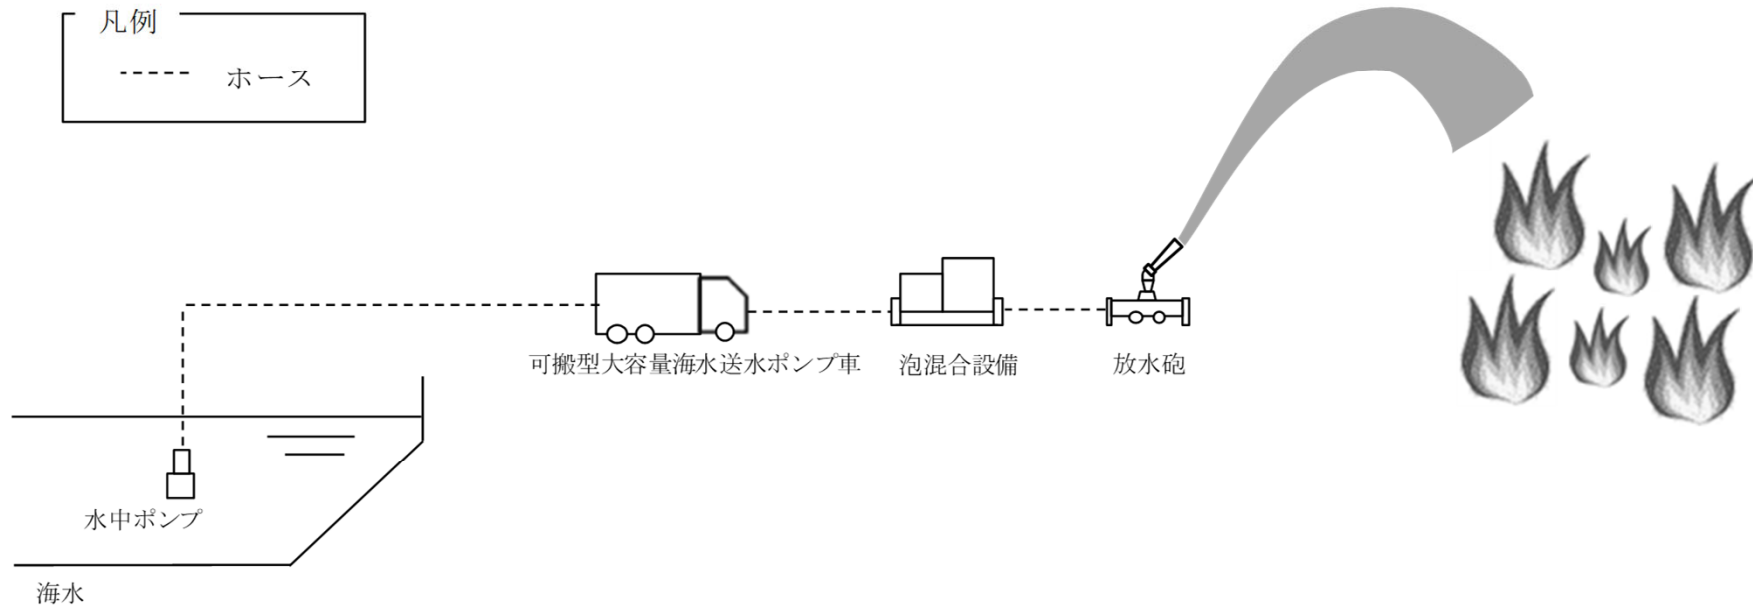 凡例
ホース
可搬型大容量海水送水ポンプ車
泡混合設備
放水砲
水中ポンプ
海水